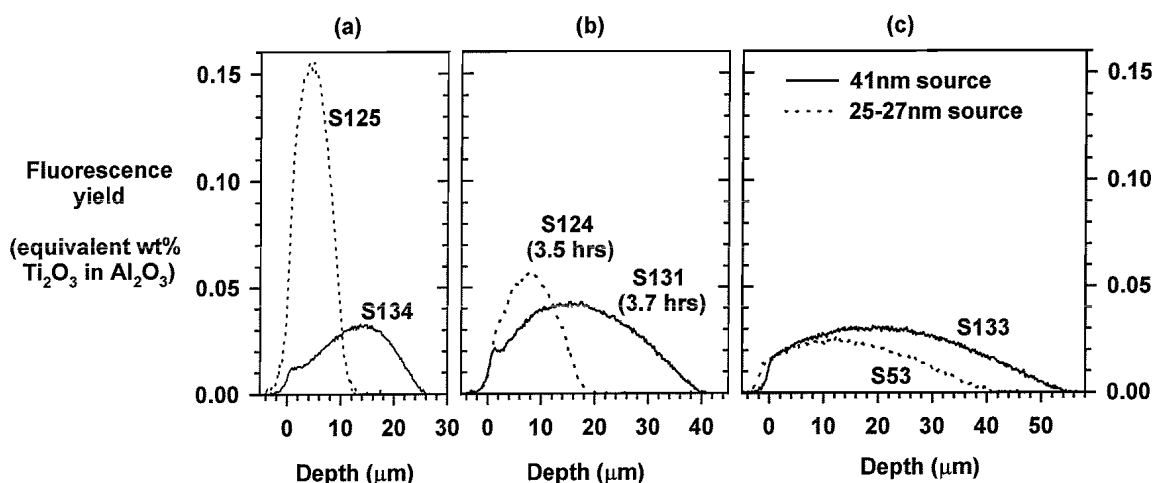 (a)
(b)
(c)
Fluorescence
yield
(equivalent wt%
Ti2O3 in Al2O3)
0.15
0.10
0.05
0.00
S125
S134
0 10 20 30
Depth (μm)
S124
(3.5 hrs)
S131
(3.7 hrs)
0 10 20 30 40
Depth (μm)
41nm source
25-27nm source
S133
S53
0 10 20 30 40 50
Depth (μm)
0.15
0.10
0.05
0.00